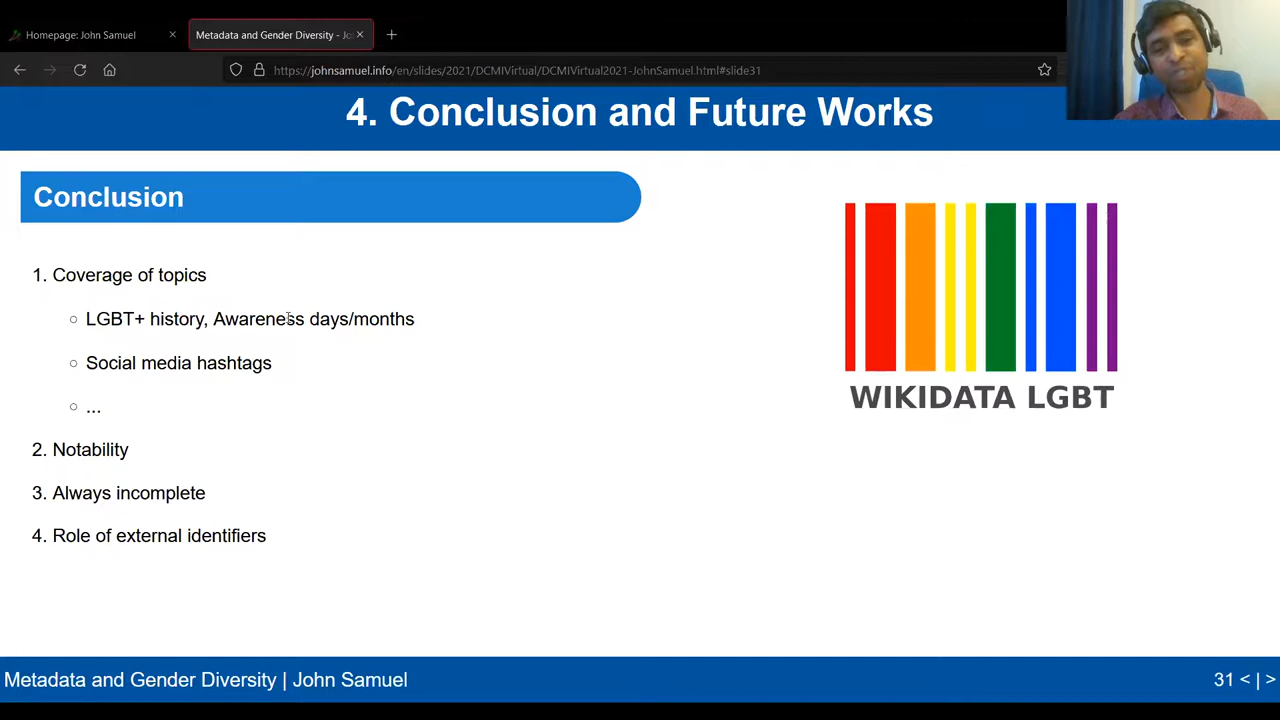 Homepage: John Samuel
Metadata and Gender Diversity - Jo
https://johnsamuel.info/en/slides/2021/DCMIVirtual/DCMIVirtual2021-JohnSamuel.html#slide31
4. Conclusion and Future Works
Conclusion
1. Coverage of topics
LGBT+ history, Awareness days/months
Social media hashtags
...
2. Notability
3. Always incomplete
4. Role of external identifiers
WIKIDATA LGBT
Metadata and Gender Diversity | John Samuel
31 < | >